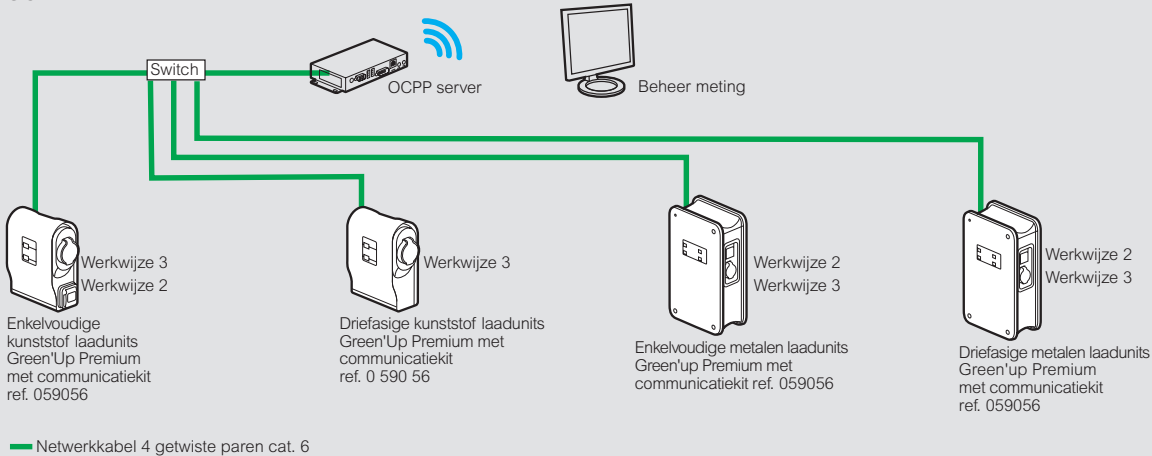 Switch
OCPP server
Beheer meting
Werkwijze 3
Werkwijze 2
Enkelvoudige
kunststof laadunits
Green'Up Premium
met communicatiekit
ref. 059056
Werkwijze 3
Driefasige kunststof laadunits
Green'Up Premium met
communicatiekit
ref. 0 590 56
Werkwijze 2
Werkwijze 3
Enkelvoudige metalen laadunits
Green'up Premium met
communicatiekit ref. 059056
Werkwijze 2
Werkwijze 3
Driefasige metalen laadunits
Green'up Premium
met communicatiekit
ref. 059056
Netwerkkabel 4 getwiste paren cat. 6